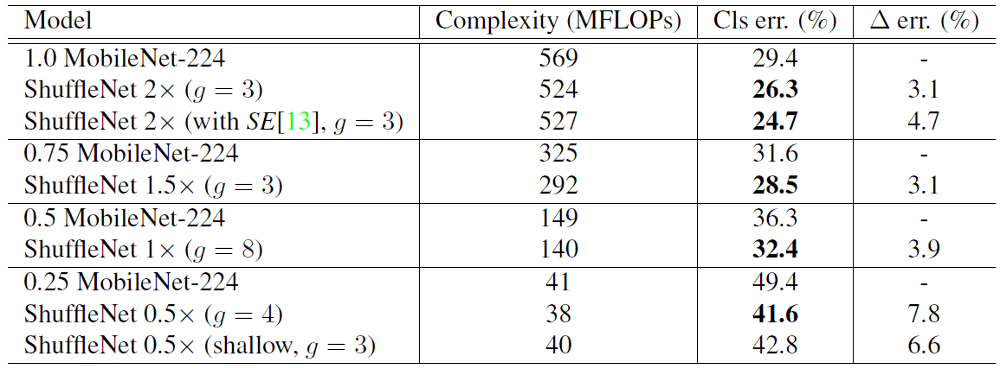 Model Complexity (MFLOPs) Cls err. (%) Δ err. (%)
1.0 MobileNet-224 569 29.4 -
ShuffleNet 2× (g = 3) 524 26.3 3.1
ShuffleNet 2× (with SE[13], g = 3) 527 24.7 4.7
0.75 MobileNet-224 325 31.6 -
ShuffleNet 1.5× (g = 3) 292 28.5 3.1
0.5 MobileNet-224 149 36.3 -
ShuffleNet 1× (g = 8) 140 32.4 3.9
0.25 MobileNet-224 41 49.4 -
ShuffleNet 0.5× (g = 4) 38 41.6 7.8
ShuffleNet 0.5× (shallow, g = 3) 40 42.8 6.6